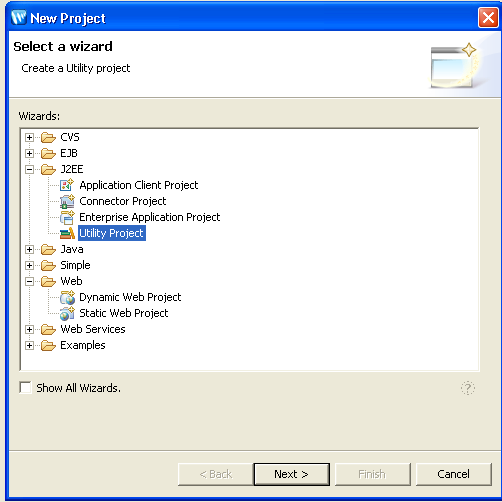 New Project
Select a wizard
Create a Utility project
Wizards:
CVS
EJB
J2EE
Application Client Project
Connector Project
Enterprise Application Project
Utility Project
Java
Simple
Web
Dynamic Web Project
Static Web Project
Web Services
Examples
Show All Wizards.
?
< Back Next > Finish Cancel